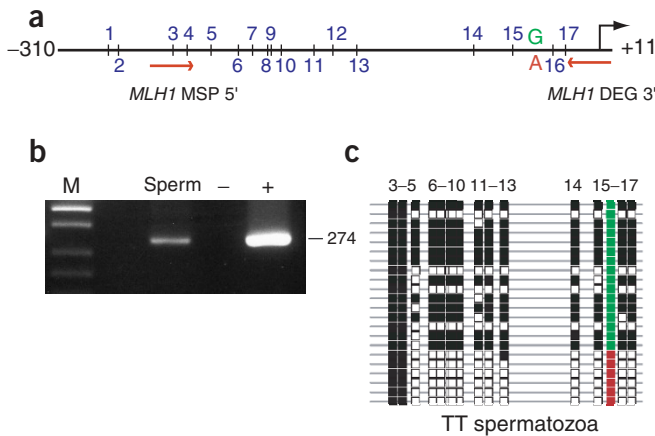 a
1 3 4 5 7 9 12 14 15 G 17
−310 +11
2 6 8 10 11 13 A 16
MLH1 MSP 5' MLH1 DEG 3'
b
M Sperm − +
274
c
3–5 6–10 11–13 14 15–17
TT spermatozoa